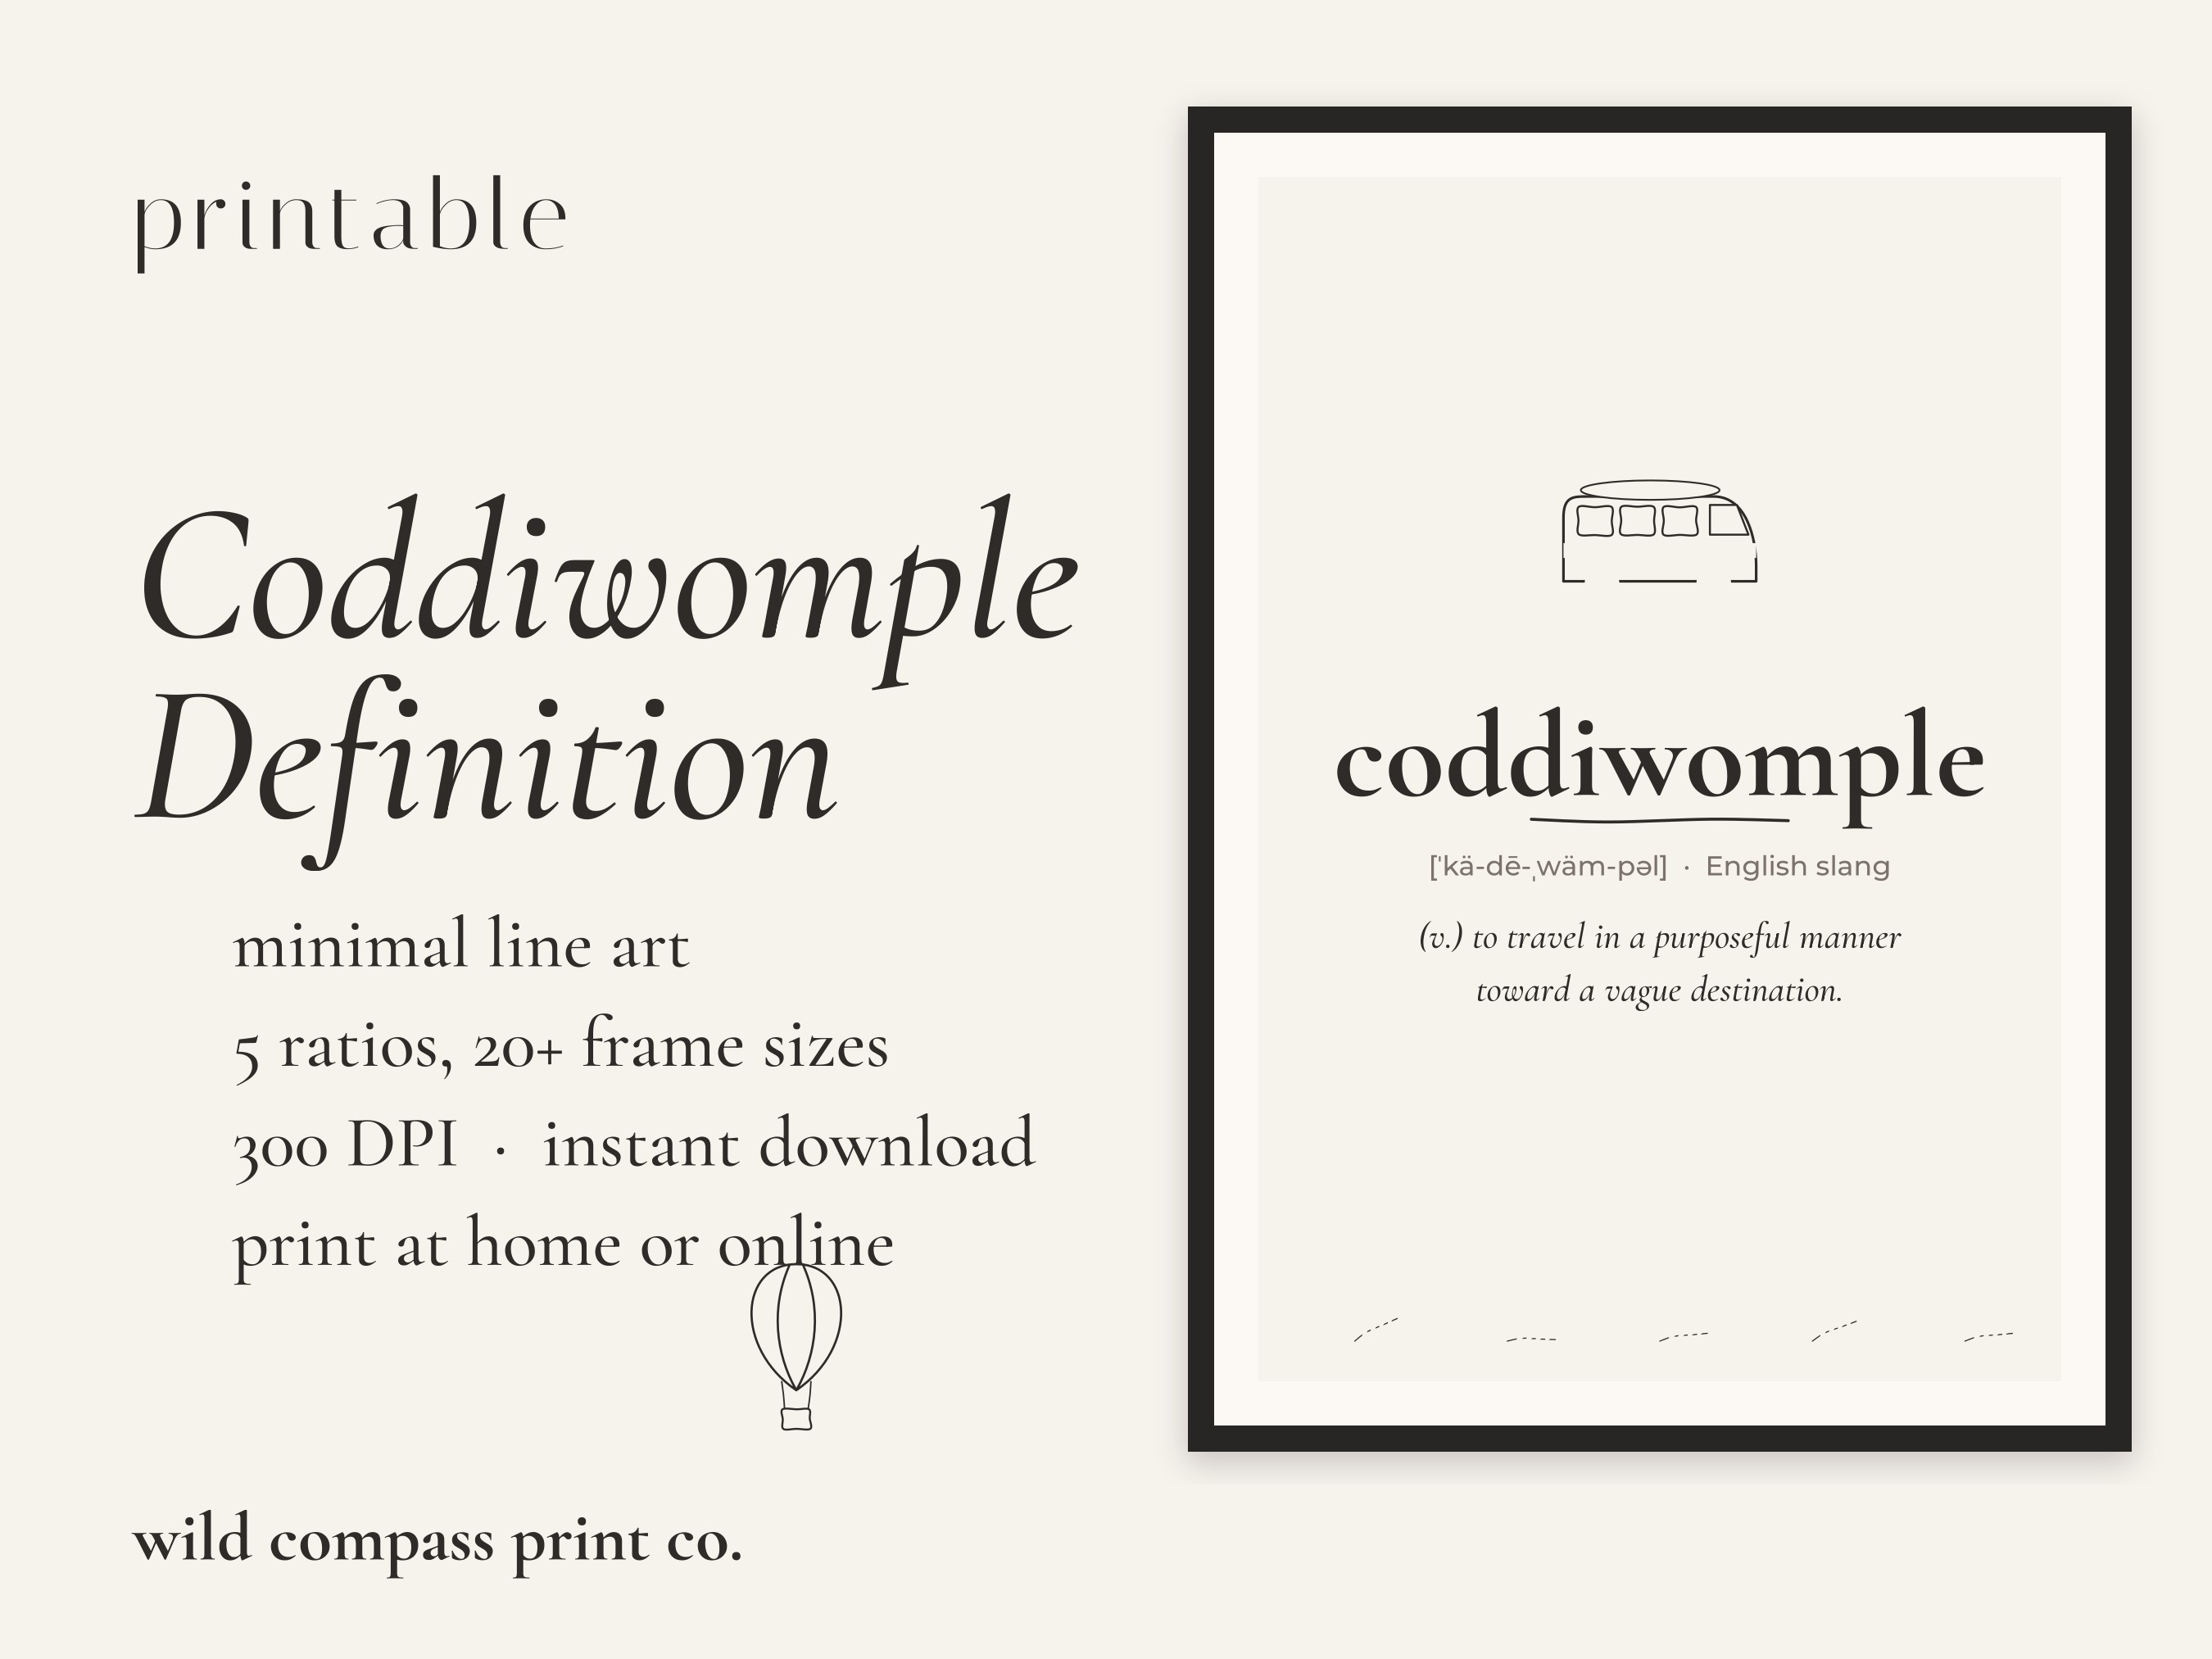 printable
Coddiwomple
Definition
minimal line art
5 ratios, 20+ frame sizes
300 DPI · instant download
print at home or online
wild compass print co.
coddiwomple
[ˈkä-dē-ˌwäm-pəl] · English slang
(v.) to travel in a purposeful manner
toward a vague destination.